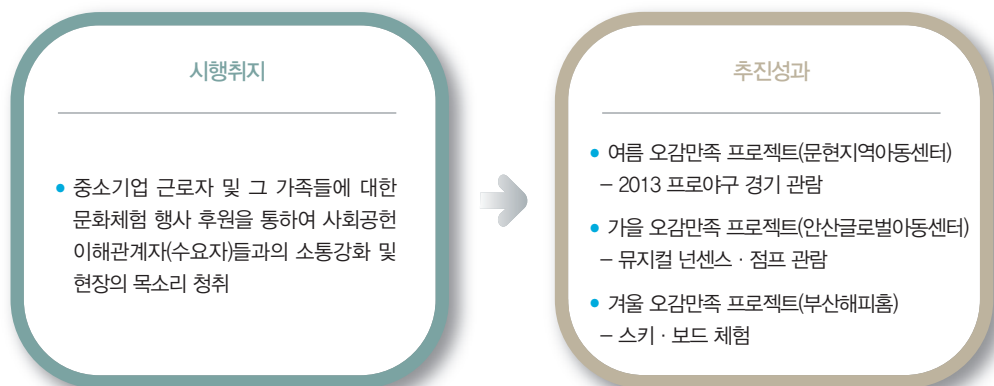 시행취지
• 중소기업 근로자 및 그 가족들에 대한
문화체험 행사 후원을 통하여 사회공헌
이해관계자(수요자)들과의 소통강화 및
현장의 목소리 청취
추진성과
• 여름 오감만족 프로젝트(문현지역아동센터)
– 2013 프로야구 경기 관람
• 가을 오감만족 프로젝트(안산글로벌아동센터)
– 뮤지컬 넌센스 · 점프 관람
• 겨울 오감만족 프로젝트(부산해피홈)
– 스키 · 보드 체험